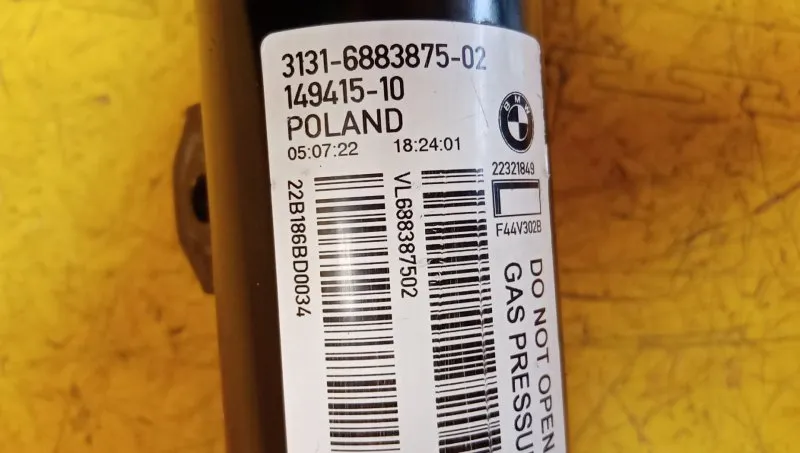 3131-6883875-02
149415-10
POLAND
05:07:22 18:24:01
BMW
22321849
F44V302B
22B186BD0034
VL688387502
DO NOT OPEN
GAS PRESSU